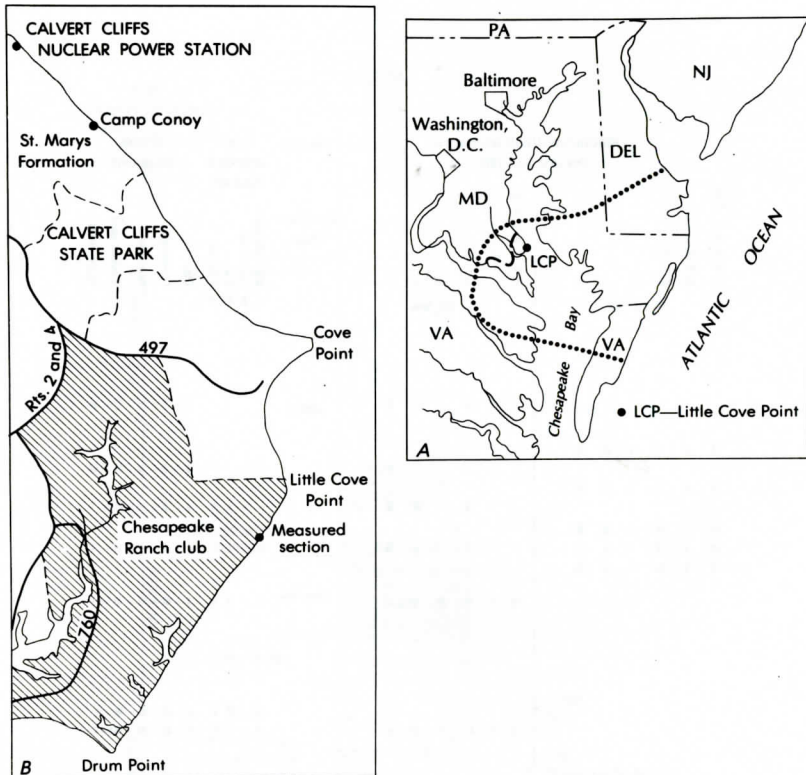 CALVERT CLIFFS
NUCLEAR POWER STATION
Camp Conoy
St. Marys
Formation
CALVERT CLIFFS
STATE PARK
Cove
Point
497
Rts. 2 and 4
Little Cove
Point
Chesapeake
Ranch club
Measured
section
760
B
Drum Point
PA
NJ
Baltimore
Washington,
D.C.
DEL
MD
LCP
VA
Chesapeake Bay
VA
ATLANTIC OCEAN
LCP—Little Cove Point
A